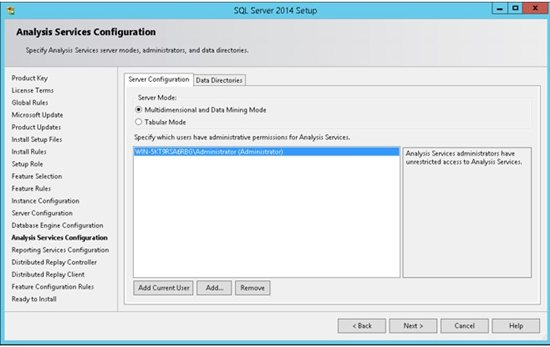 SQL Server 2014 Setup
Analysis Services Configuration
Specify Analysis Services server modes, administrators, and data directories.
Product Key
License Terms
Global Rules
Microsoft Update
Product Updates
Install Setup Files
Install Rules
Setup Role
Feature Selection
Feature Rules
Instance Configuration
Server Configuration
Database Engine Configuration
Analysis Services Configuration
Reporting Services Configuration
Distributed Replay Controller
Distributed Replay Client
Feature Configuration Rules
Ready to Install
Server Configuration Data Directories
Server Mode:
Multidimensional and Data Mining Mode
Tabular Mode
Specify which users have administrative permissions for Analysis Services.
WIN-5KT9RSA6RBG\Administrator (Administrator)
Analysis Services administrators have
unrestricted access to Analysis Services.
Add Current User Add... Remove
< Back Next > Cancel Help